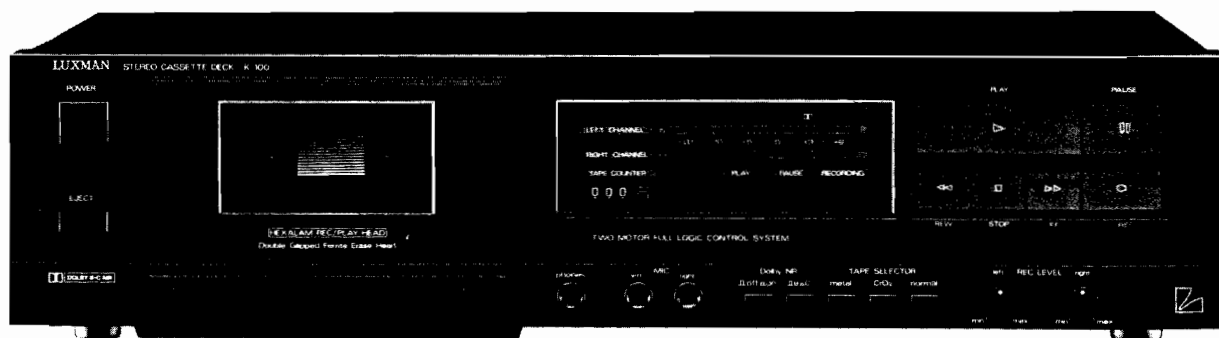 LUXMAN STEREO CASSETTE DECK K-100
POWER
EJECT
DOLBY B-C NR
HEXALAM REC/PLAY HEAD
Double Gapped Ferrite Erase Head
LEFT CHANNEL
RIGHT CHANNEL
TAPE COUNTER
PLAY PAUSE RECORDING
000
TWO MOTOR FULL LOGIC CONTROL SYSTEM
PLAY PAUSE
REW STOP FF REC
phones
MIC
left right
Dolby NR
TAPE SELECTOR
metal CrO₂ normal
left REC LEVEL right
min max min max